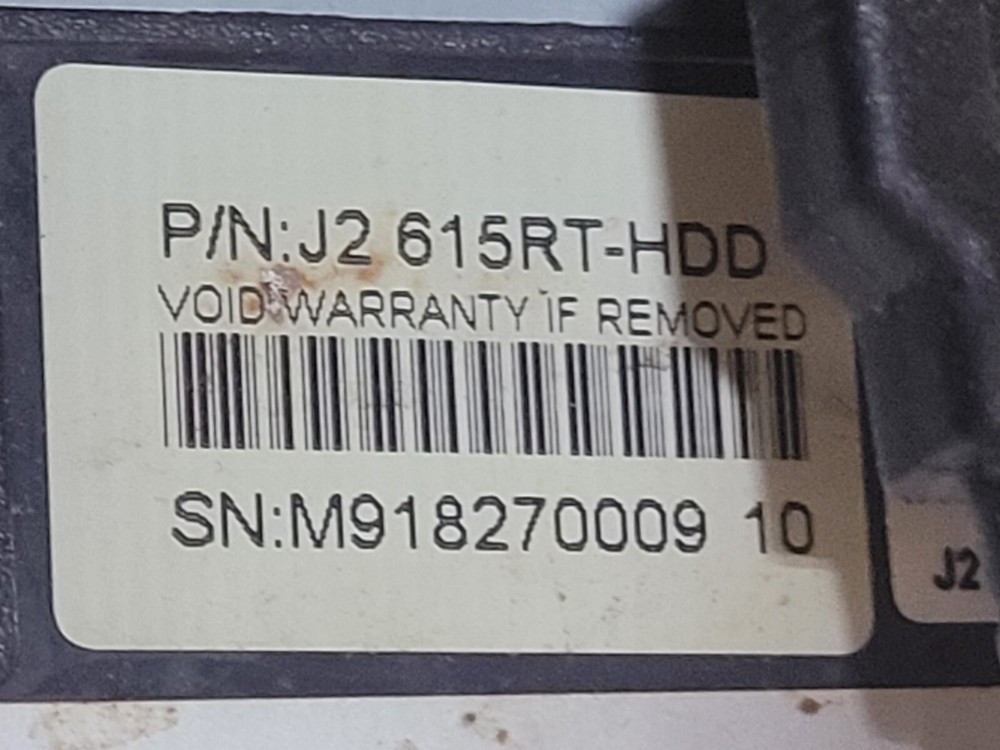 P/N:J2 615RT-HDD
VOID WARRANTY IF REMOVED
SN:M918270009 10
J2